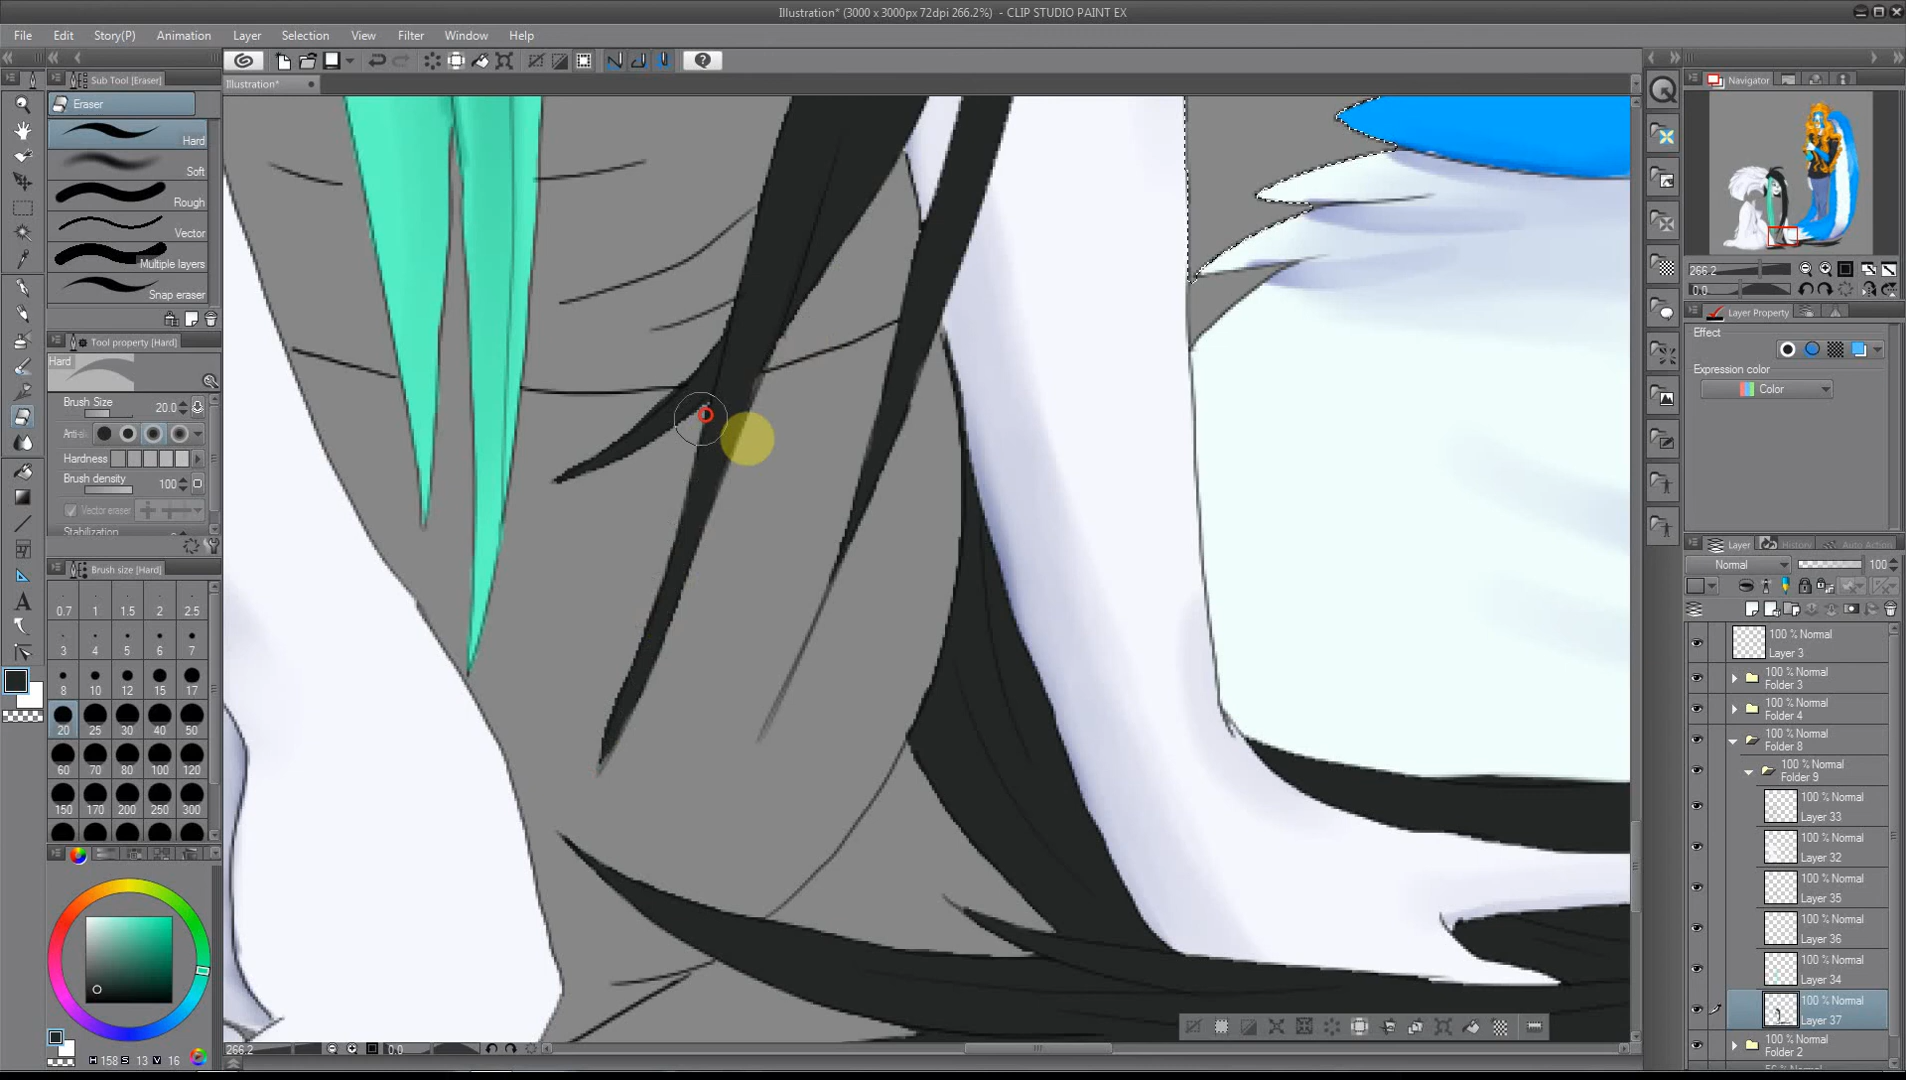 Illustration* (3000 x 3000px 72dpi 266.2%) - CLIP STUDIO PAINT EX
File Edit Story(P) Animation Layer Selection View Filter Window Help
Sub Tool [Eraser]
Illustration*
Eraser
Hard
Soft
Rough
Vector
Multiple layers
Snap eraser
Tool property [Hard]
Hard
Brush Size 20.0
Hardness
Brush density 100
Vector eraser
Stabilization
Brush size [Hard]
0.7 1 1.5 2 2.5
3 4 5 6 7
8 10 12 15 17
20 25 30 40 50
60 70 80 100 120
150 170 200 250 300
H 158 S 13 V 16
266.2 0.0
Navigator
266.2
0.0
Layer Property
Effect
Expression color
Color
Layer History Auto Action
Normal 100
100 % Normal
Layer 3
100 % Normal
Folder 3
100 % Normal
Folder 4
100 % Normal
Folder 8
100 % Normal
Folder 9
100 % Normal
Layer 33
100 % Normal
Layer 32
100 % Normal
Layer 35
100 % Normal
Layer 36
100 % Normal
Layer 34
100 % Normal
Layer 37
100 % Normal
Folder 2